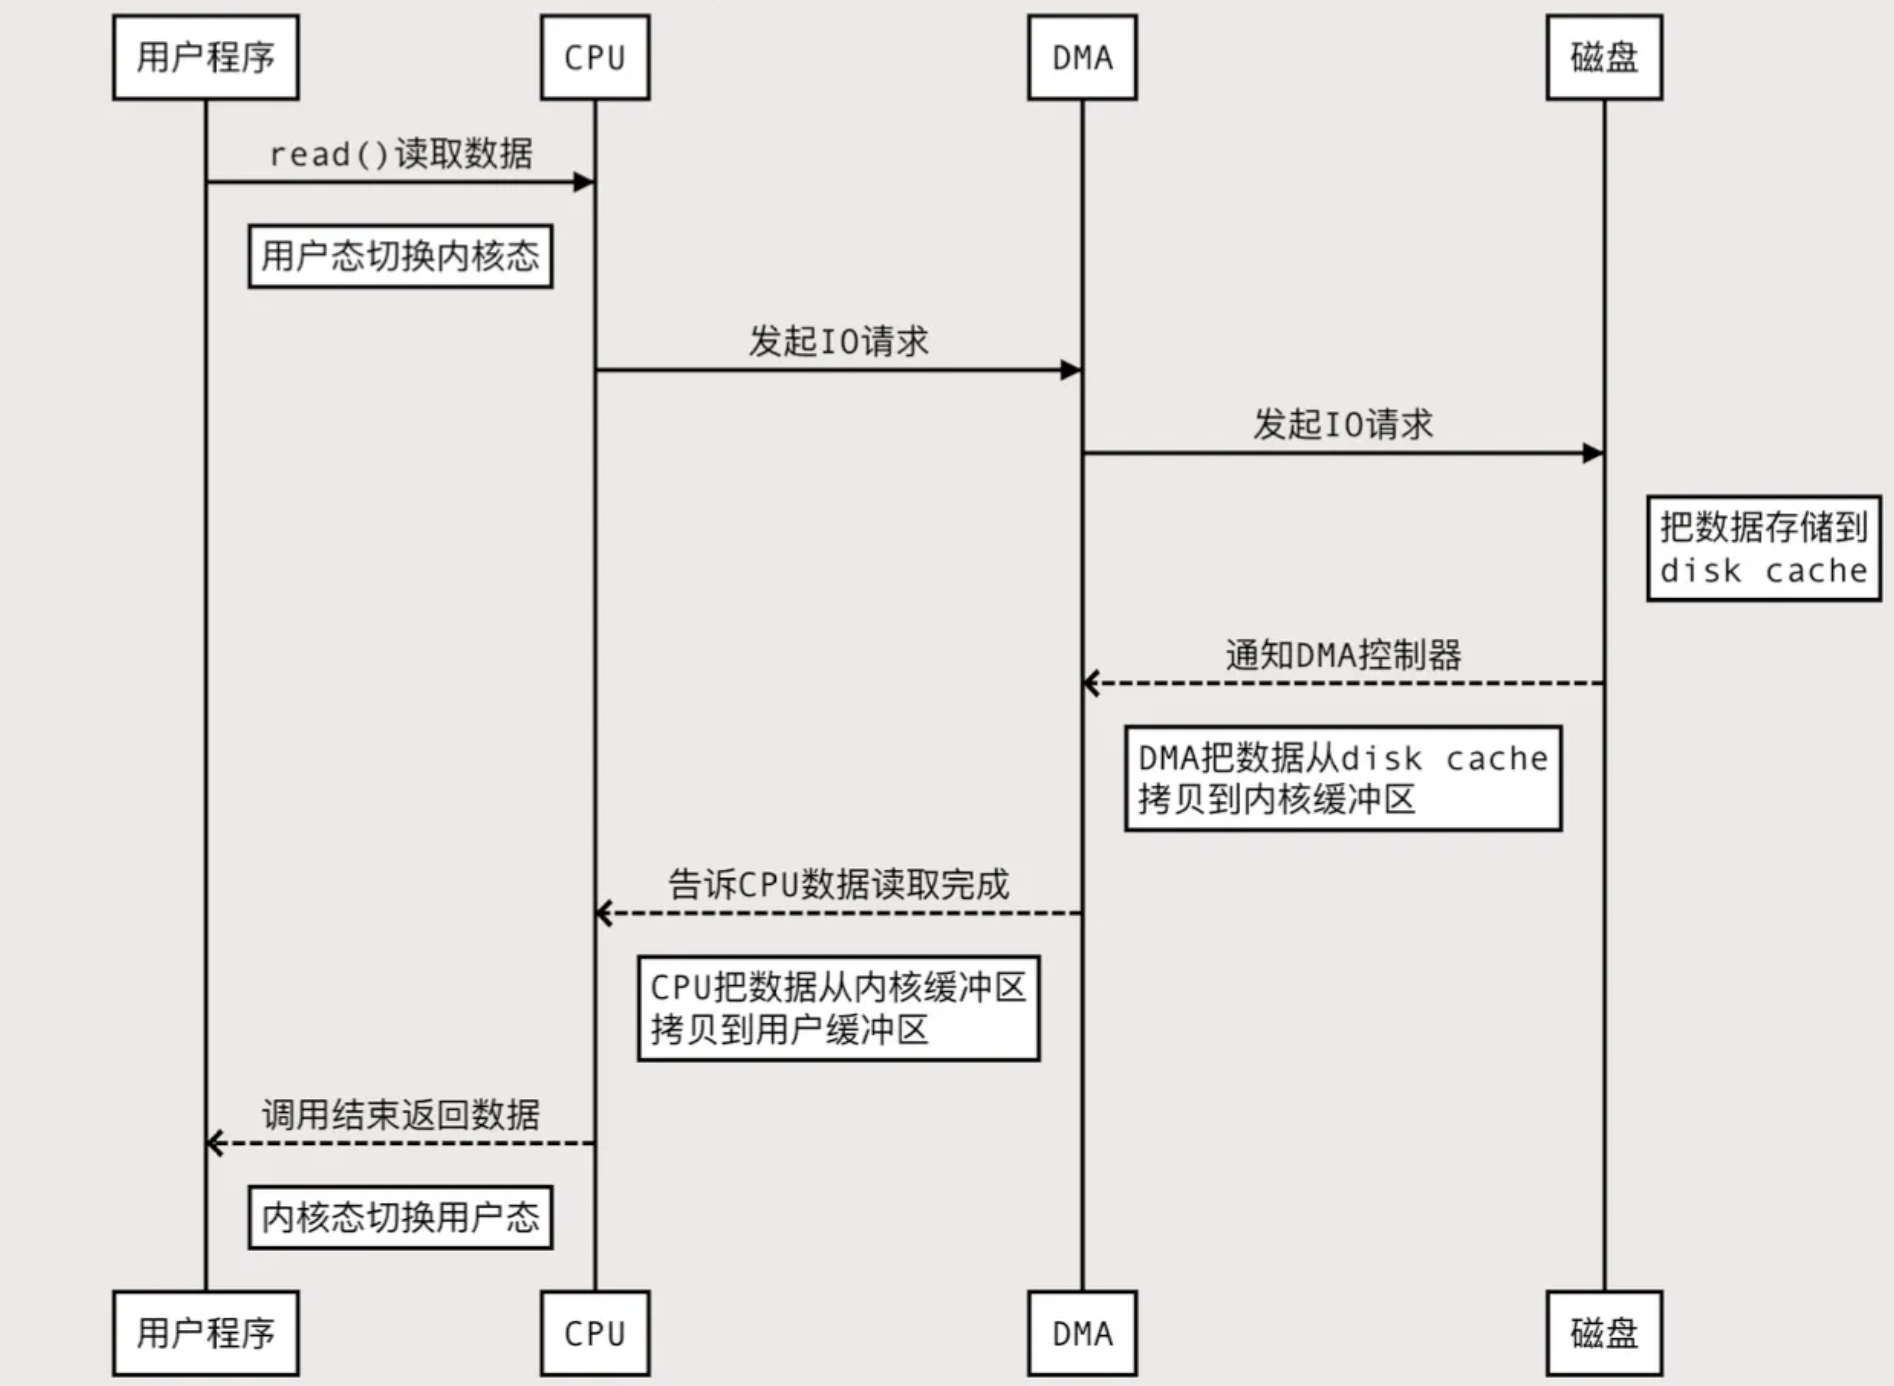 用户程序
CPU
DMA
磁盘
read()读取数据
用户态切换内核态
发起IO请求
发起IO请求
把数据存储到
disk cache
通知DMA控制器
DMA把数据从disk cache
拷贝到内核缓冲区
告诉CPU数据读取完成
CPU把数据从内核缓冲区
拷贝到用户缓冲区
调用结束返回数据
内核态切换用户态
用户程序
CPU
DMA
磁盘